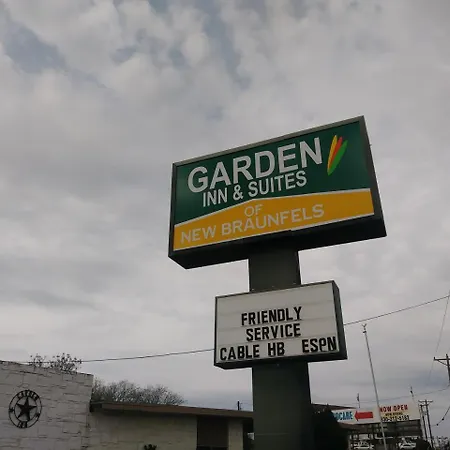 GARDEN
INN & SUITES
OF
NEW BRAUNFELS
FRIENDLY
SERVICE
CABLE HB ESPN
NOW OPEN